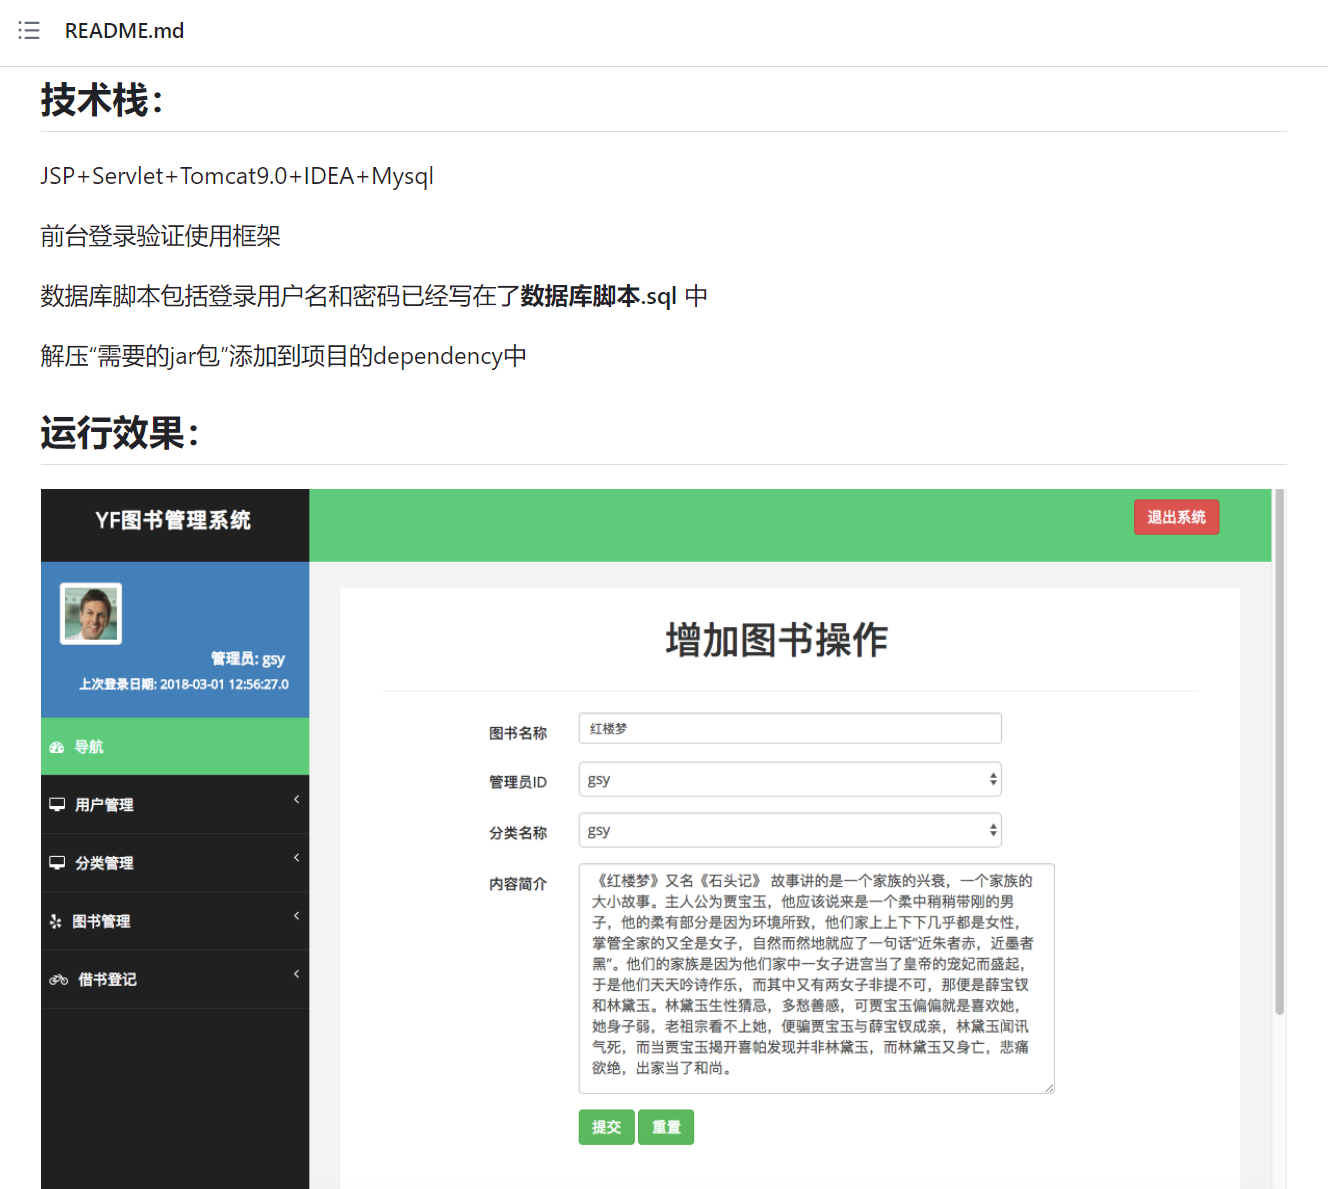 README.md
技术栈：
JSP+Servlet+Tomcat9.0+IDEA+Mysql
前台登录验证使用框架
数据库脚本包括登录用户名和密码已经写在了数据库脚本.sql 中
解压“需要的jar包”添加到项目的dependency中
运行效果：
YF图书管理系统
退出系统
管理员: gsy
上次登录日期: 2018-03-01 12:56:27.0
导航
用户管理
分类管理
图书管理
借书登记
增加图书操作
图书名称
红楼梦
管理员ID
gsy
分类名称
gsy
内容简介
《红楼梦》又名《石头记》 故事讲的是一个家族的兴衰，一个家族的
大小故事。主人公为贾宝玉，他应该说来是一个柔中稍稍带刚的男
子，他的柔有部分是因为环境所致，他们家上上下下几乎都是女性，
掌管全家的又全是女子，自然而然地就应了一句话“近朱者赤，近墨者
黑”。他们的家族是因为他们家中一女子进宫当了皇帝的宠妃而盛起，
于是他们天天吟诗作乐，而其中又有两女子非提不可，那便是薛宝钗
和林黛玉。林黛玉生性猜忌，多愁善感，可贾宝玉偏偏就是喜欢她，
她身子弱，老祖宗看不上她，便骗贾宝玉与薛宝钗成亲，林黛玉闻讯
气死，而当贾宝玉揭开喜帕发现并非林黛玉，而林黛玉又身亡，悲痛
欲绝，出家当了和尚。
提交
重置